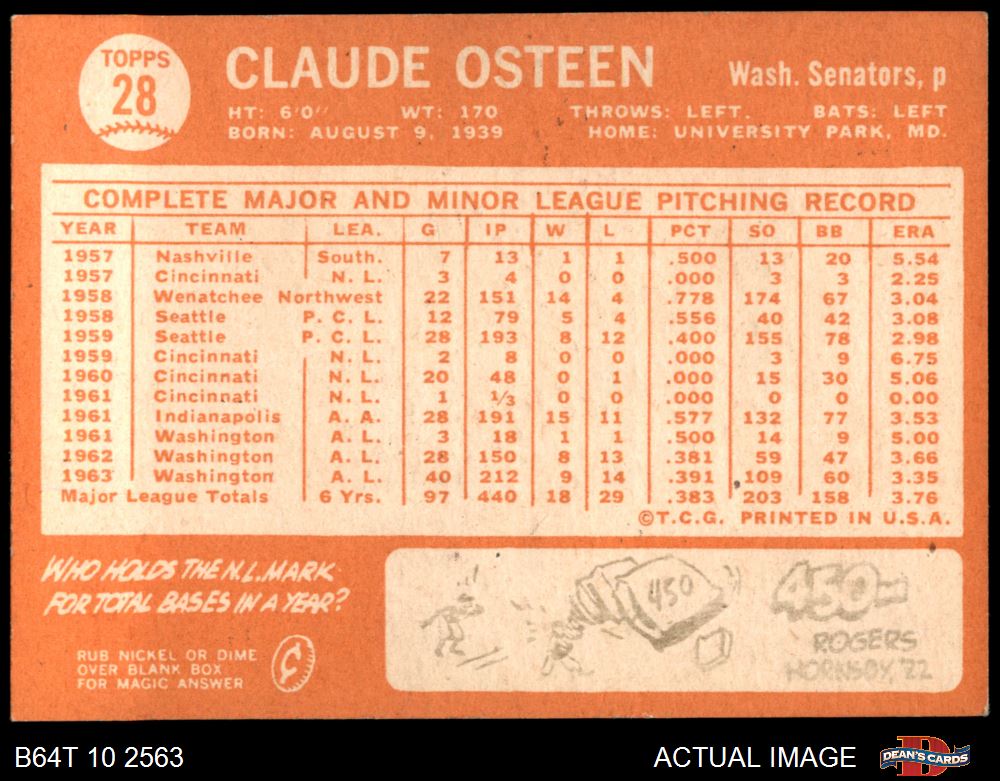 TOPPS
28
CLAUDE OSTEEN
Wash. Senators, p
HT: 6'0" WT: 170 THROWS: LEFT. BATS: LEFT
BORN: AUGUST 9, 1939 HOME: UNIVERSITY PARK, MD.
COMPLETE MAJOR AND MINOR LEAGUE PITCHING RECORD
YEAR TEAM LEA. G IP W L PCT SO BB ERA
1957 Nashville South. 7 13 1 1 .500 13 20 5.54
1957 Cincinnati N. L. 3 4 0 0 .000 3 3 2.25
1958 Wenatchee Northwest 22 151 14 4 .778 174 67 3.04
1958 Seattle P. C. L. 12 79 5 4 .556 40 42 3.08
1959 Seattle P. C. L. 28 193 8 12 .400 155 78 2.98
1959 Cincinnati N. L. 2 8 0 0 .000 3 9 6.75
1960 Cincinnati N. L. 20 48 0 1 .000 15 30 5.06
1961 Cincinnati N. L. 1 1/3 0 0 .000 0 0 0.00
1961 Indianapolis A. A. 28 191 15 11 .577 132 77 3.53
1961 Washington A. L. 3 18 1 1 .500 14 9 5.00
1962 Washington A. L. 28 150 8 13 .381 59 47 3.66
1963 Washington A. L. 40 212 9 14 .391 109 60 3.35
Major League Totals 6 Yrs. 97 440 18 29 .383 203 158 3.76
©T.C.G. PRINTED IN U.S.A.
WHO HOLDS THE N.L. MARK
FOR TOTAL BASES IN A YEAR?
RUB NICKEL OR DIME
OVER BLANK BOX
FOR MAGIC ANSWER
¢
450
450—
ROGERS
HORNSBY, '22
B64T 10 2563
ACTUAL IMAGE
DEAN'S CARDS